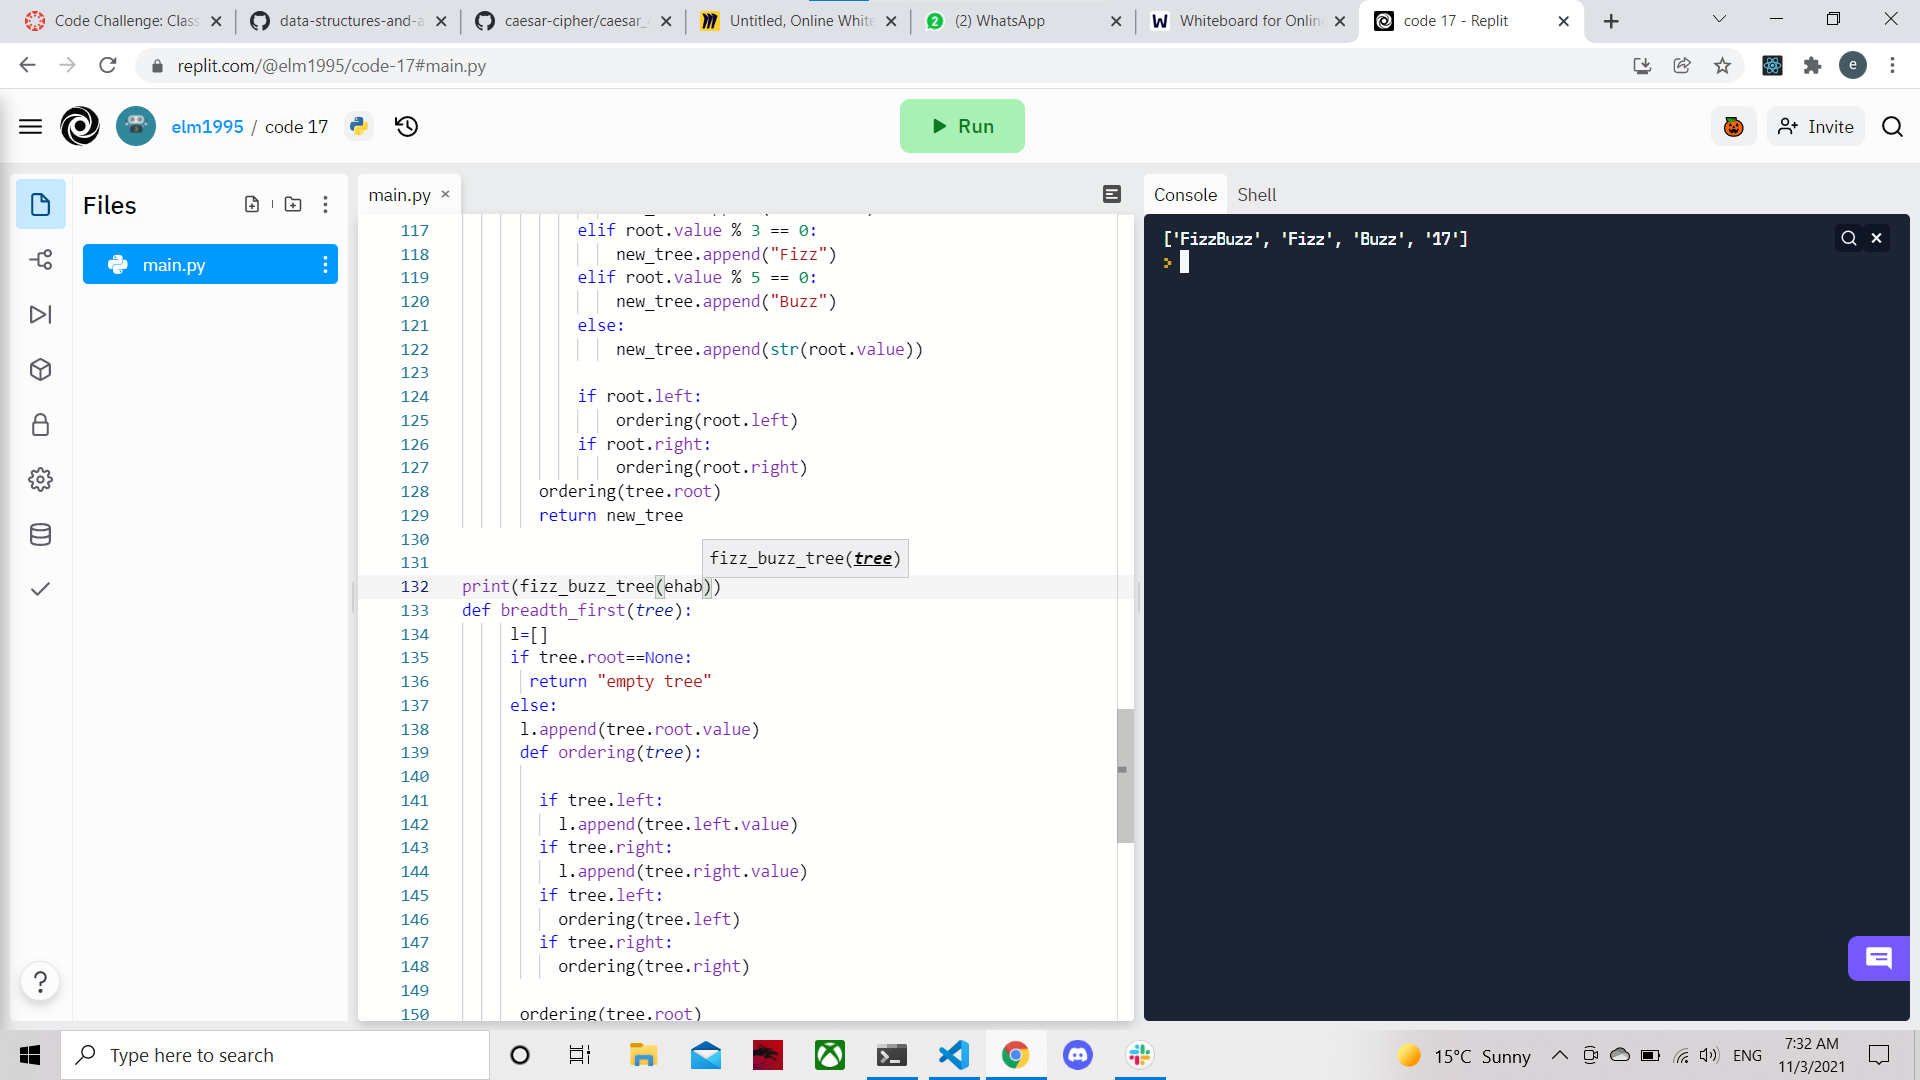 Code Challenge: Class
data-structures-and-a
caesar-cipher/caesar_
Untitled, Online White
(2) WhatsApp
Whiteboard for Online
code 17 - Replit
replit.com/@elm1995/code-17#main.py
e
elm1995 / code 17
Run
Invite
Files
main.py
main.py
Console
Shell
117 elif root.value % 3 == 0:
118 new_tree.append("Fizz")
119 elif root.value % 5 == 0:
120 new_tree.append("Buzz")
121 else:
122 new_tree.append(str(root.value))
123
124 if root.left:
125 ordering(root.left)
126 if root.right:
127 ordering(root.right)
128 ordering(tree.root)
129 return new_tree
130
131
fizz_buzz_tree(tree)
132 print(fizz_buzz_tree(ehab))
133 def breadth_first(tree):
134 l=[]
135 if tree.root==None:
136 return "empty tree"
137 else:
138 l.append(tree.root.value)
139 def ordering(tree):
140
141 if tree.left:
142 l.append(tree.left.value)
143 if tree.right:
144 l.append(tree.right.value)
145 if tree.left:
146 ordering(tree.left)
147 if tree.right:
148 ordering(tree.right)
149
150 ordering(tree.root)
['FizzBuzz', 'Fizz', 'Buzz', '17']
>
?
Type here to search
15°C Sunny
ENG
7:32 AM
11/3/2021